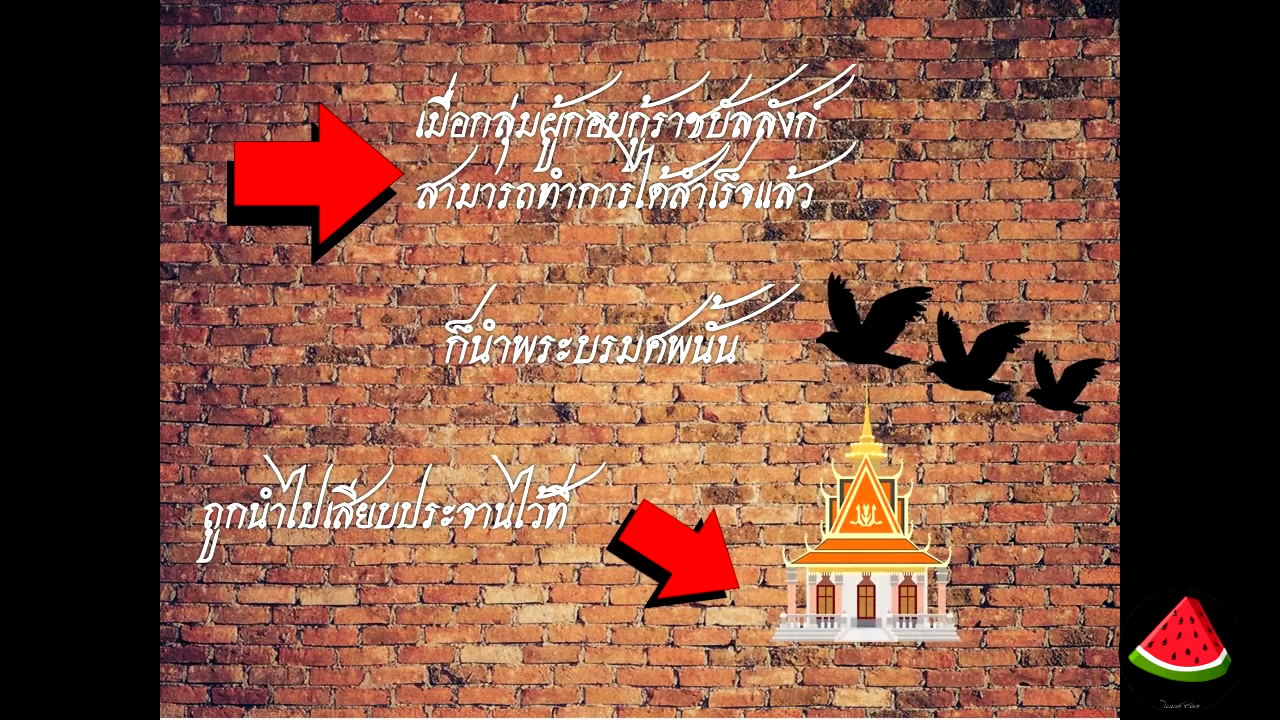 เมื่อกลุ่มผู้กอบกู้ราชบัลลังก์
สามารถทำการได้สำเร็จแล้ว
ก็นำพระบรมศพนั้น
ถูกนำไปเสียบประจานไว้ที่